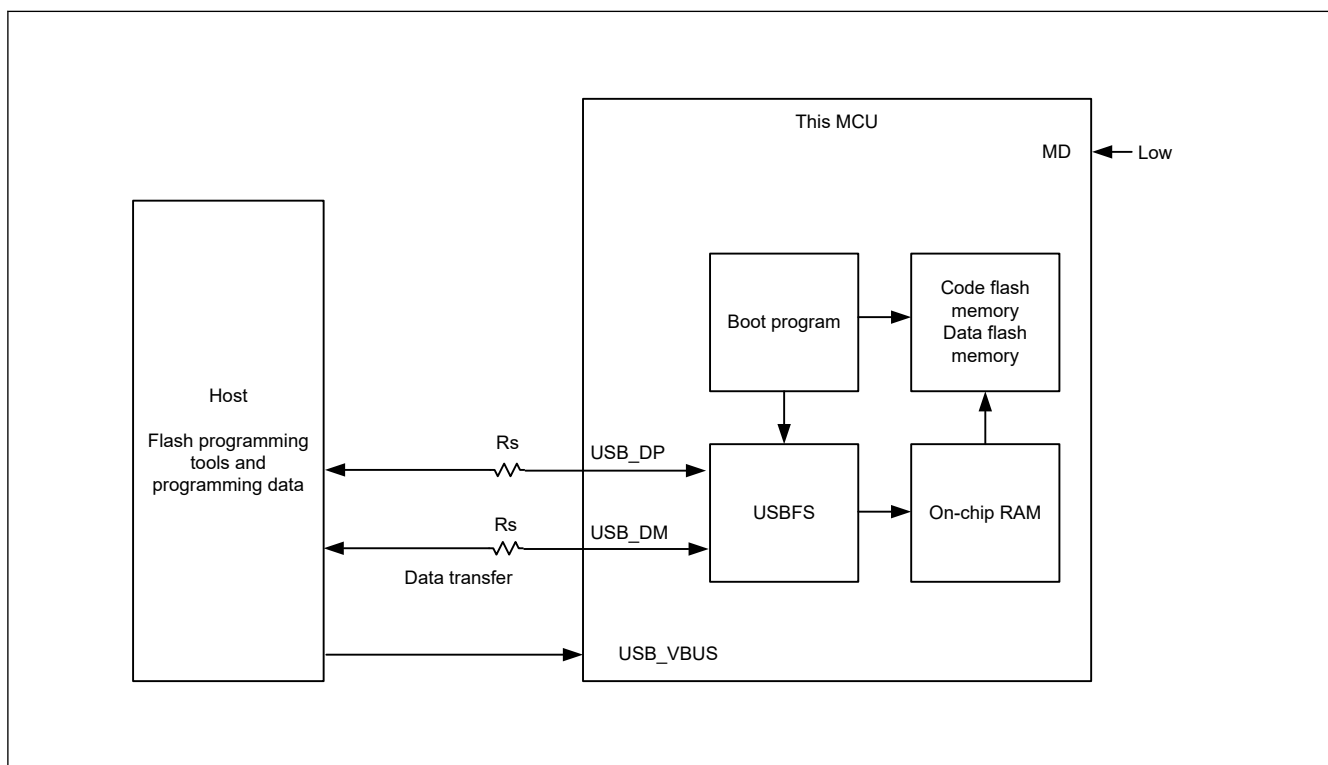 This MCU
MD
Low
Boot program
Code flash
memory
Data flash
memory
Host
Flash programming
tools and
programming data
Rs
USB_DP
USBFS
On-chip RAM
Rs
USB_DM
Data transfer
USB_VBUS